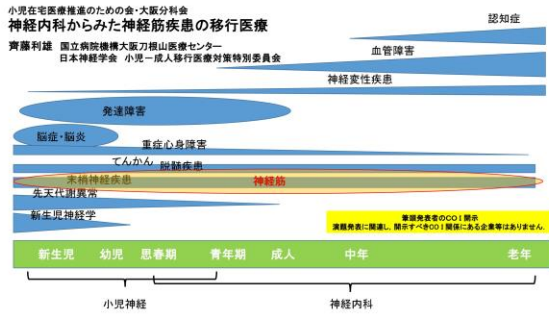 小児在宅医療推進のための会・大阪分科会
神経内科からみた神経筋疾患の移行医療
齊藤利雄 国立病院機構大阪刀根山医療センター
日本神経学会 小児ー成人移行医療対策特別委員会
認知症
血管障害
神経変性疾患
発達障害
脳症・脳炎
重症心身障害
てんかん 脱髄疾患
末梢神経疾患
神経筋
先天代謝異常
新生児神経学
筆頭発表者のCOI開示
演題発表に関連し、開示すべきCOI関係にある企業等はありません。
新生児 幼児 思春期 青年期 成人 中年 老年
小児神経 神経内科